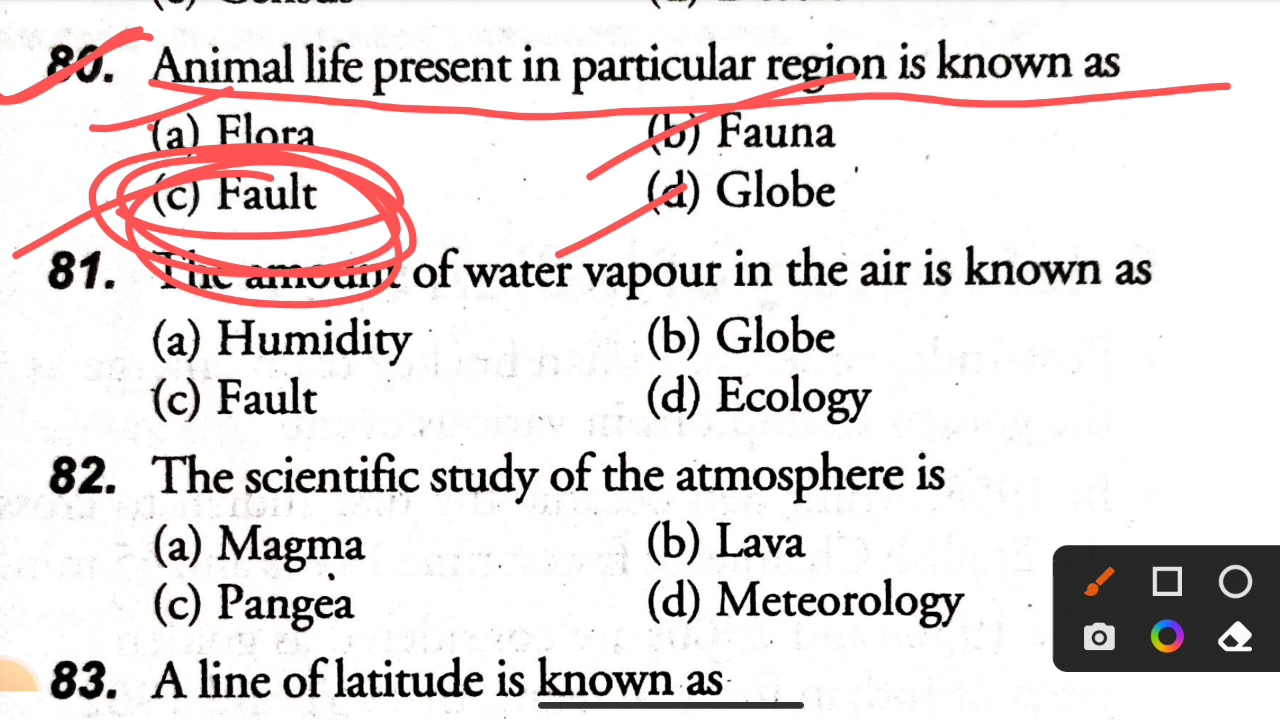 80. Animal life present in particular region is known as
(a) Flora (b) Fauna
(c) Fault (d) Globe
81. The amount of water vapour in the air is known as
(a) Humidity (b) Globe
(c) Fault (d) Ecology
82. The scientific study of the atmosphere is
(a) Magma (b) Lava
(c) Pangea (d) Meteorology
83. A line of latitude is known as